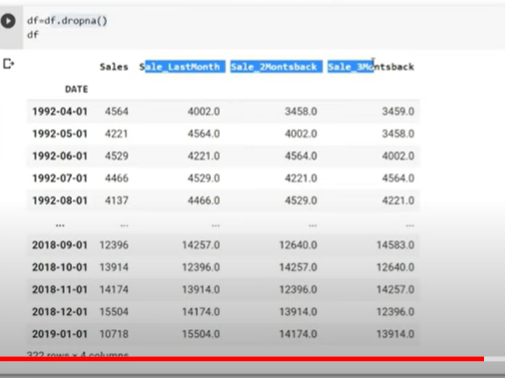 df=df.dropna()
df
Sales Sale_LastMonth Sale_2Montsback Sale_3Montsback
DATE
1992-04-01 4564 4002.0 3458.0 3459.0
1992-05-01 4221 4564.0 4002.0 3458.0
1992-06-01 4529 4221.0 4564.0 4002.0
1992-07-01 4466 4529.0 4221.0 4564.0
1992-08-01 4137 4466.0 4529.0 4221.0
... ... ... ... ...
2018-09-01 12396 14257.0 12640.0 14583.0
2018-10-01 13914 12396.0 14257.0 12640.0
2018-11-01 14174 13914.0 12396.0 14257.0
2018-12-01 15504 14174.0 13914.0 12396.0
2019-01-01 10718 15504.0 14174.0 13914.0
322 rows × 4 columns